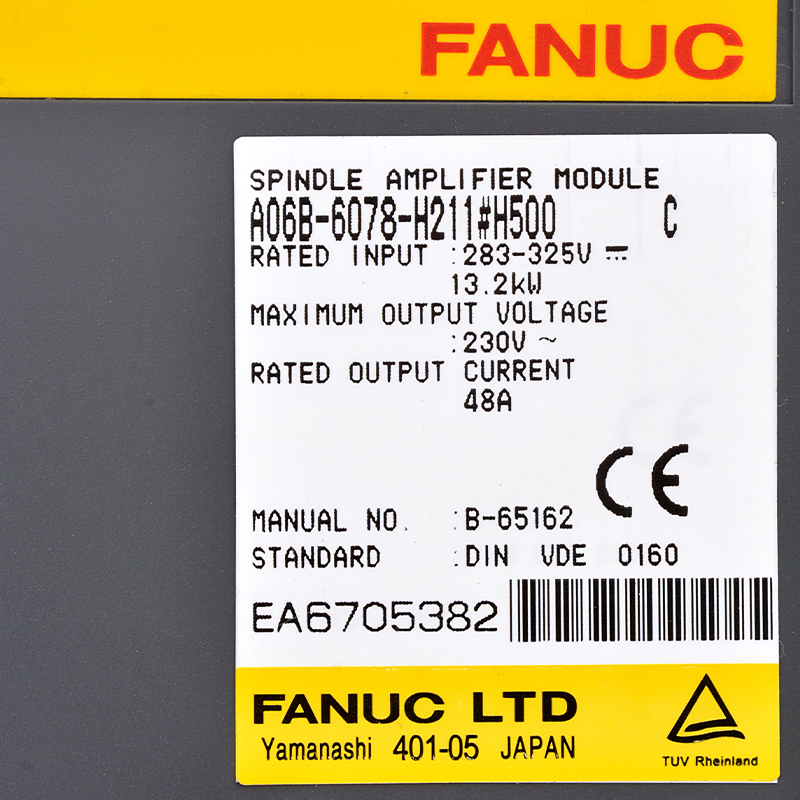 FANUC
SPINDLE AMPLIFIER MODULE
A06B-6078-H211#H500 C
RATED INPUT :283-325V ⎓
13.2kW
MAXIMUM OUTPUT VOLTAGE
:230V ~
RATED OUTPUT CURRENT
48A
CE
MANUAL NO. :B-65162
STANDARD :DIN VDE 0160
EA6705382
FANUC LTD
Yamanashi 401-05 JAPAN
TUV Rheinland